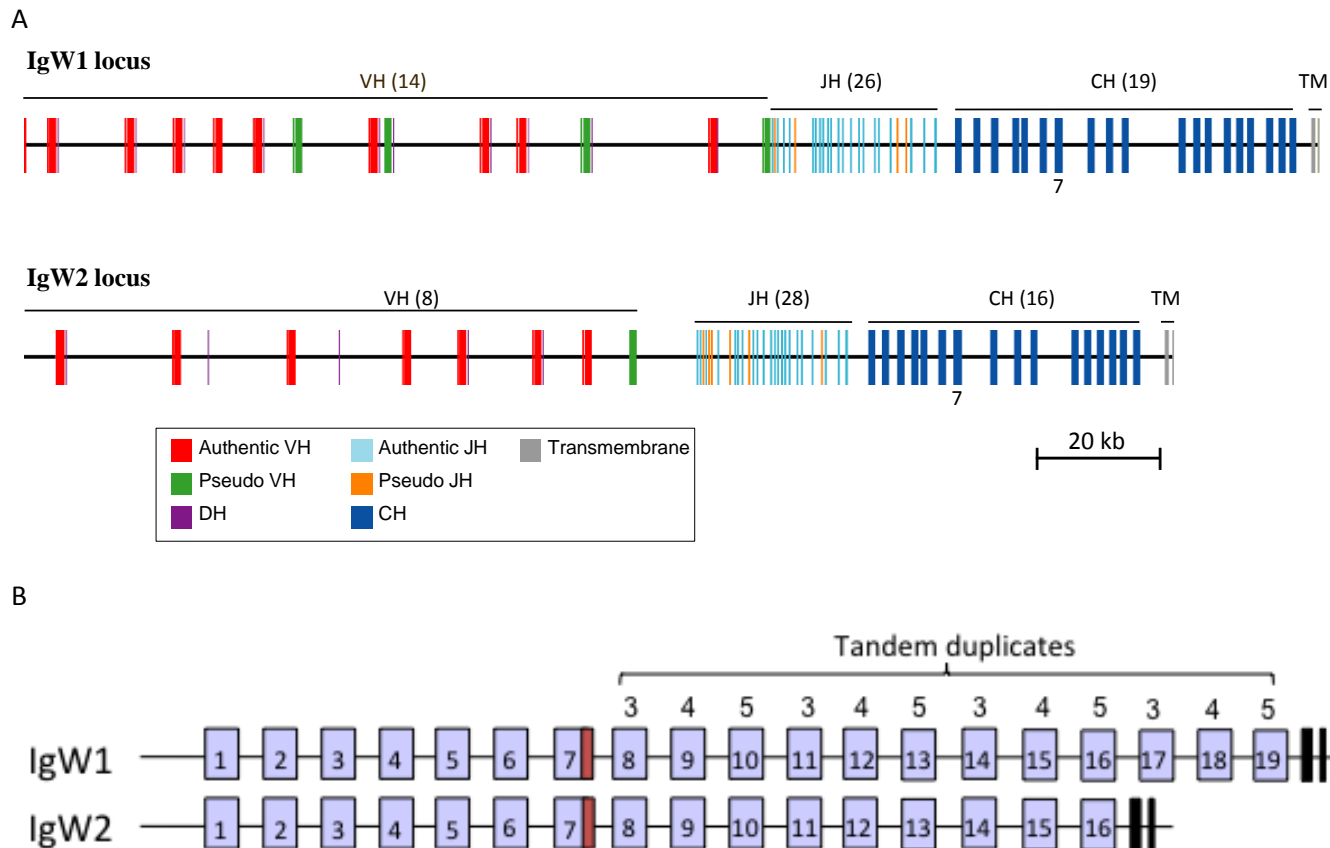 A
IgW1 locus
VH (14)
JH (26)
CH (19)
TM
7
IgW2 locus
VH (8)
JH (28)
CH (16)
TM
7
20 kb
Authentic VH
Authentic JH
Transmembrane
Pseudo VH
Pseudo JH
DH
CH
B
Tandem duplicates
3 4 5 3 4 5 3 4 5 3 4 5
IgW1 1 2 3 4 5 6 7 8 9 10 11 12 13 14 15 16 17 18 19
IgW2 1 2 3 4 5 6 7 8 9 10 11 12 13 14 15 16